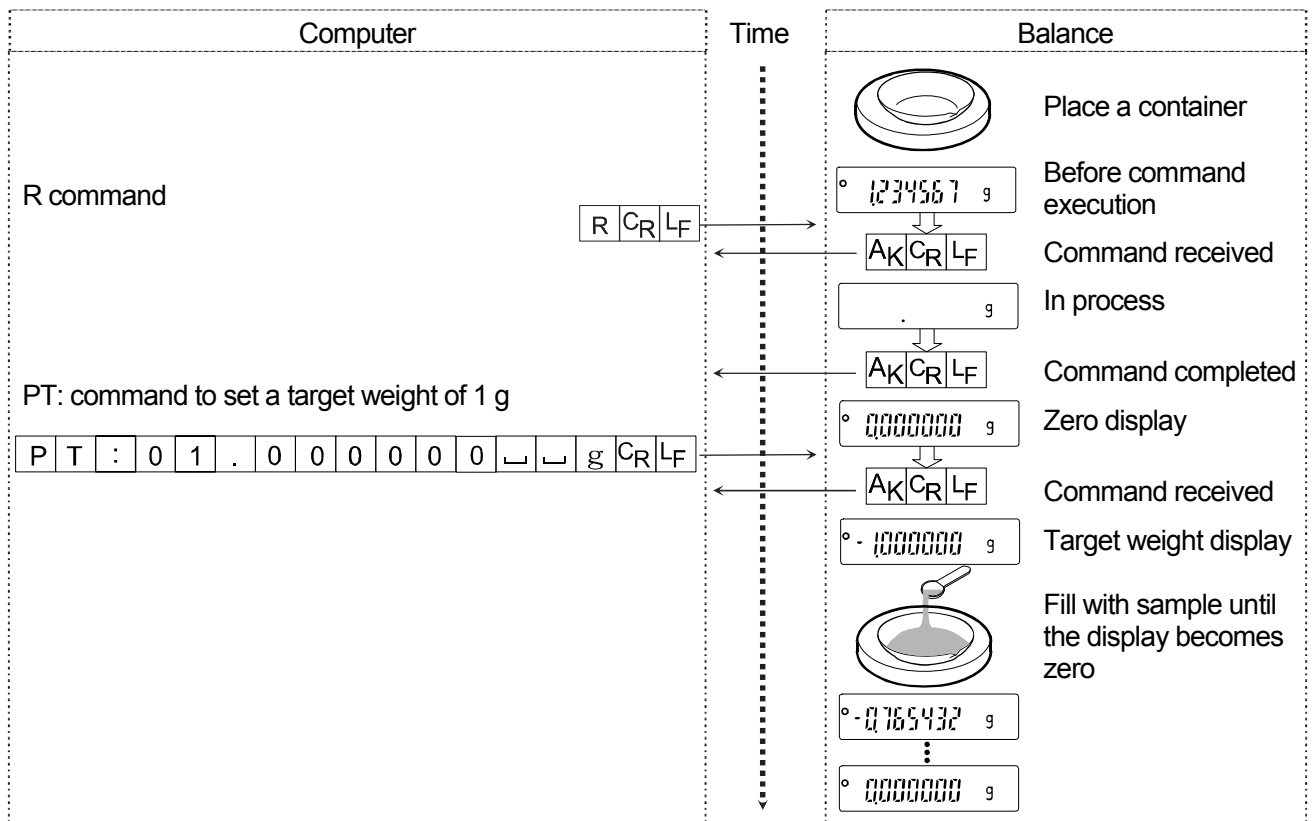 Computer
Time
Balance
Place a container
R command
1.234567 g
Before command
execution
R CR LF
AK CR LF
Command received
. g
In process
AK CR LF
Command completed
PT: command to set a target weight of 1 g
0.000000 g
Zero display
P T : 0 1 . 0 0 0 0 0 0 ⎵ ⎵ g CR LF
AK CR LF
Command received
- 1.000000 g
Target weight display
Fill with sample until
the display becomes
zero
-0.765432 g
0.000000 g